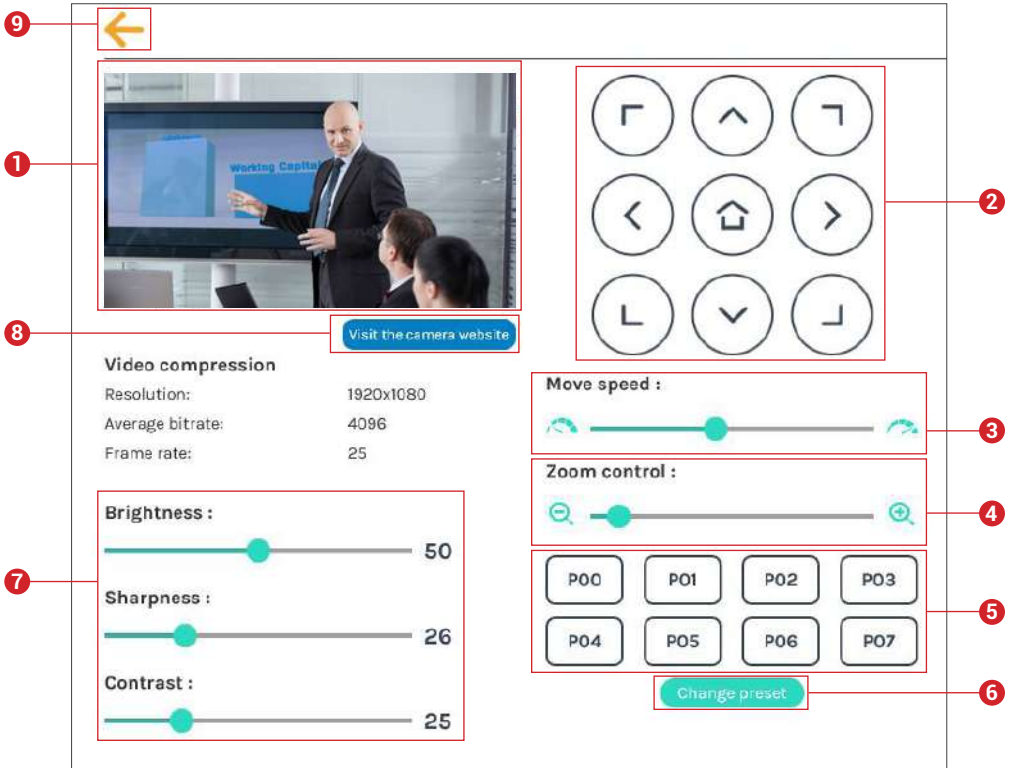 9
1
Working Capital
2
8
Visit the camera website
Video compression
Resolution: 1920x1080
Average bitrate: 4096
Frame rate: 25
Move speed :
3
Zoom control :
4
7
Brightness :
50
Sharpness :
26
Contrast :
25
P00 P01 P02 P03
5
P04 P05 P06 P07
Change preset
6